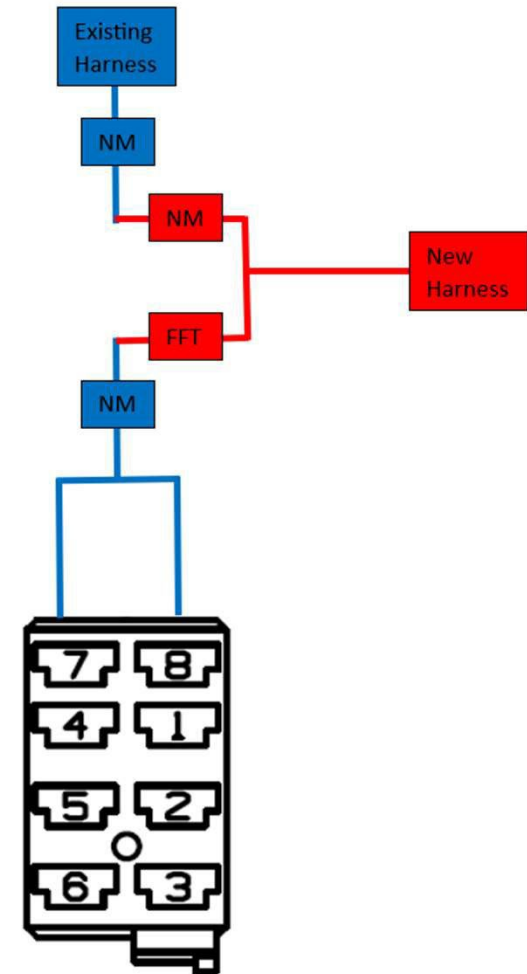 Existing
Harness
NM
NM
New
Harness
FFT
NM
7 8
4 1
5 2
6 3